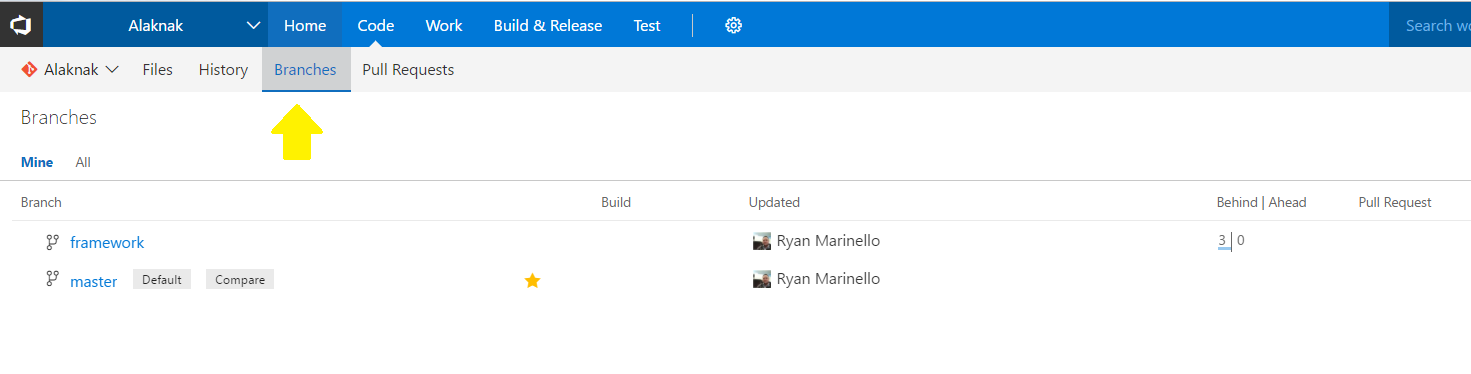 Alaknak Home Code Work Build & Release Test Search wo
Alaknak Files History Branches Pull Requests
Branches
Mine All
Branch Build Updated Behind | Ahead Pull Request
framework Ryan Marinello 3 0
master Default Compare Ryan Marinello